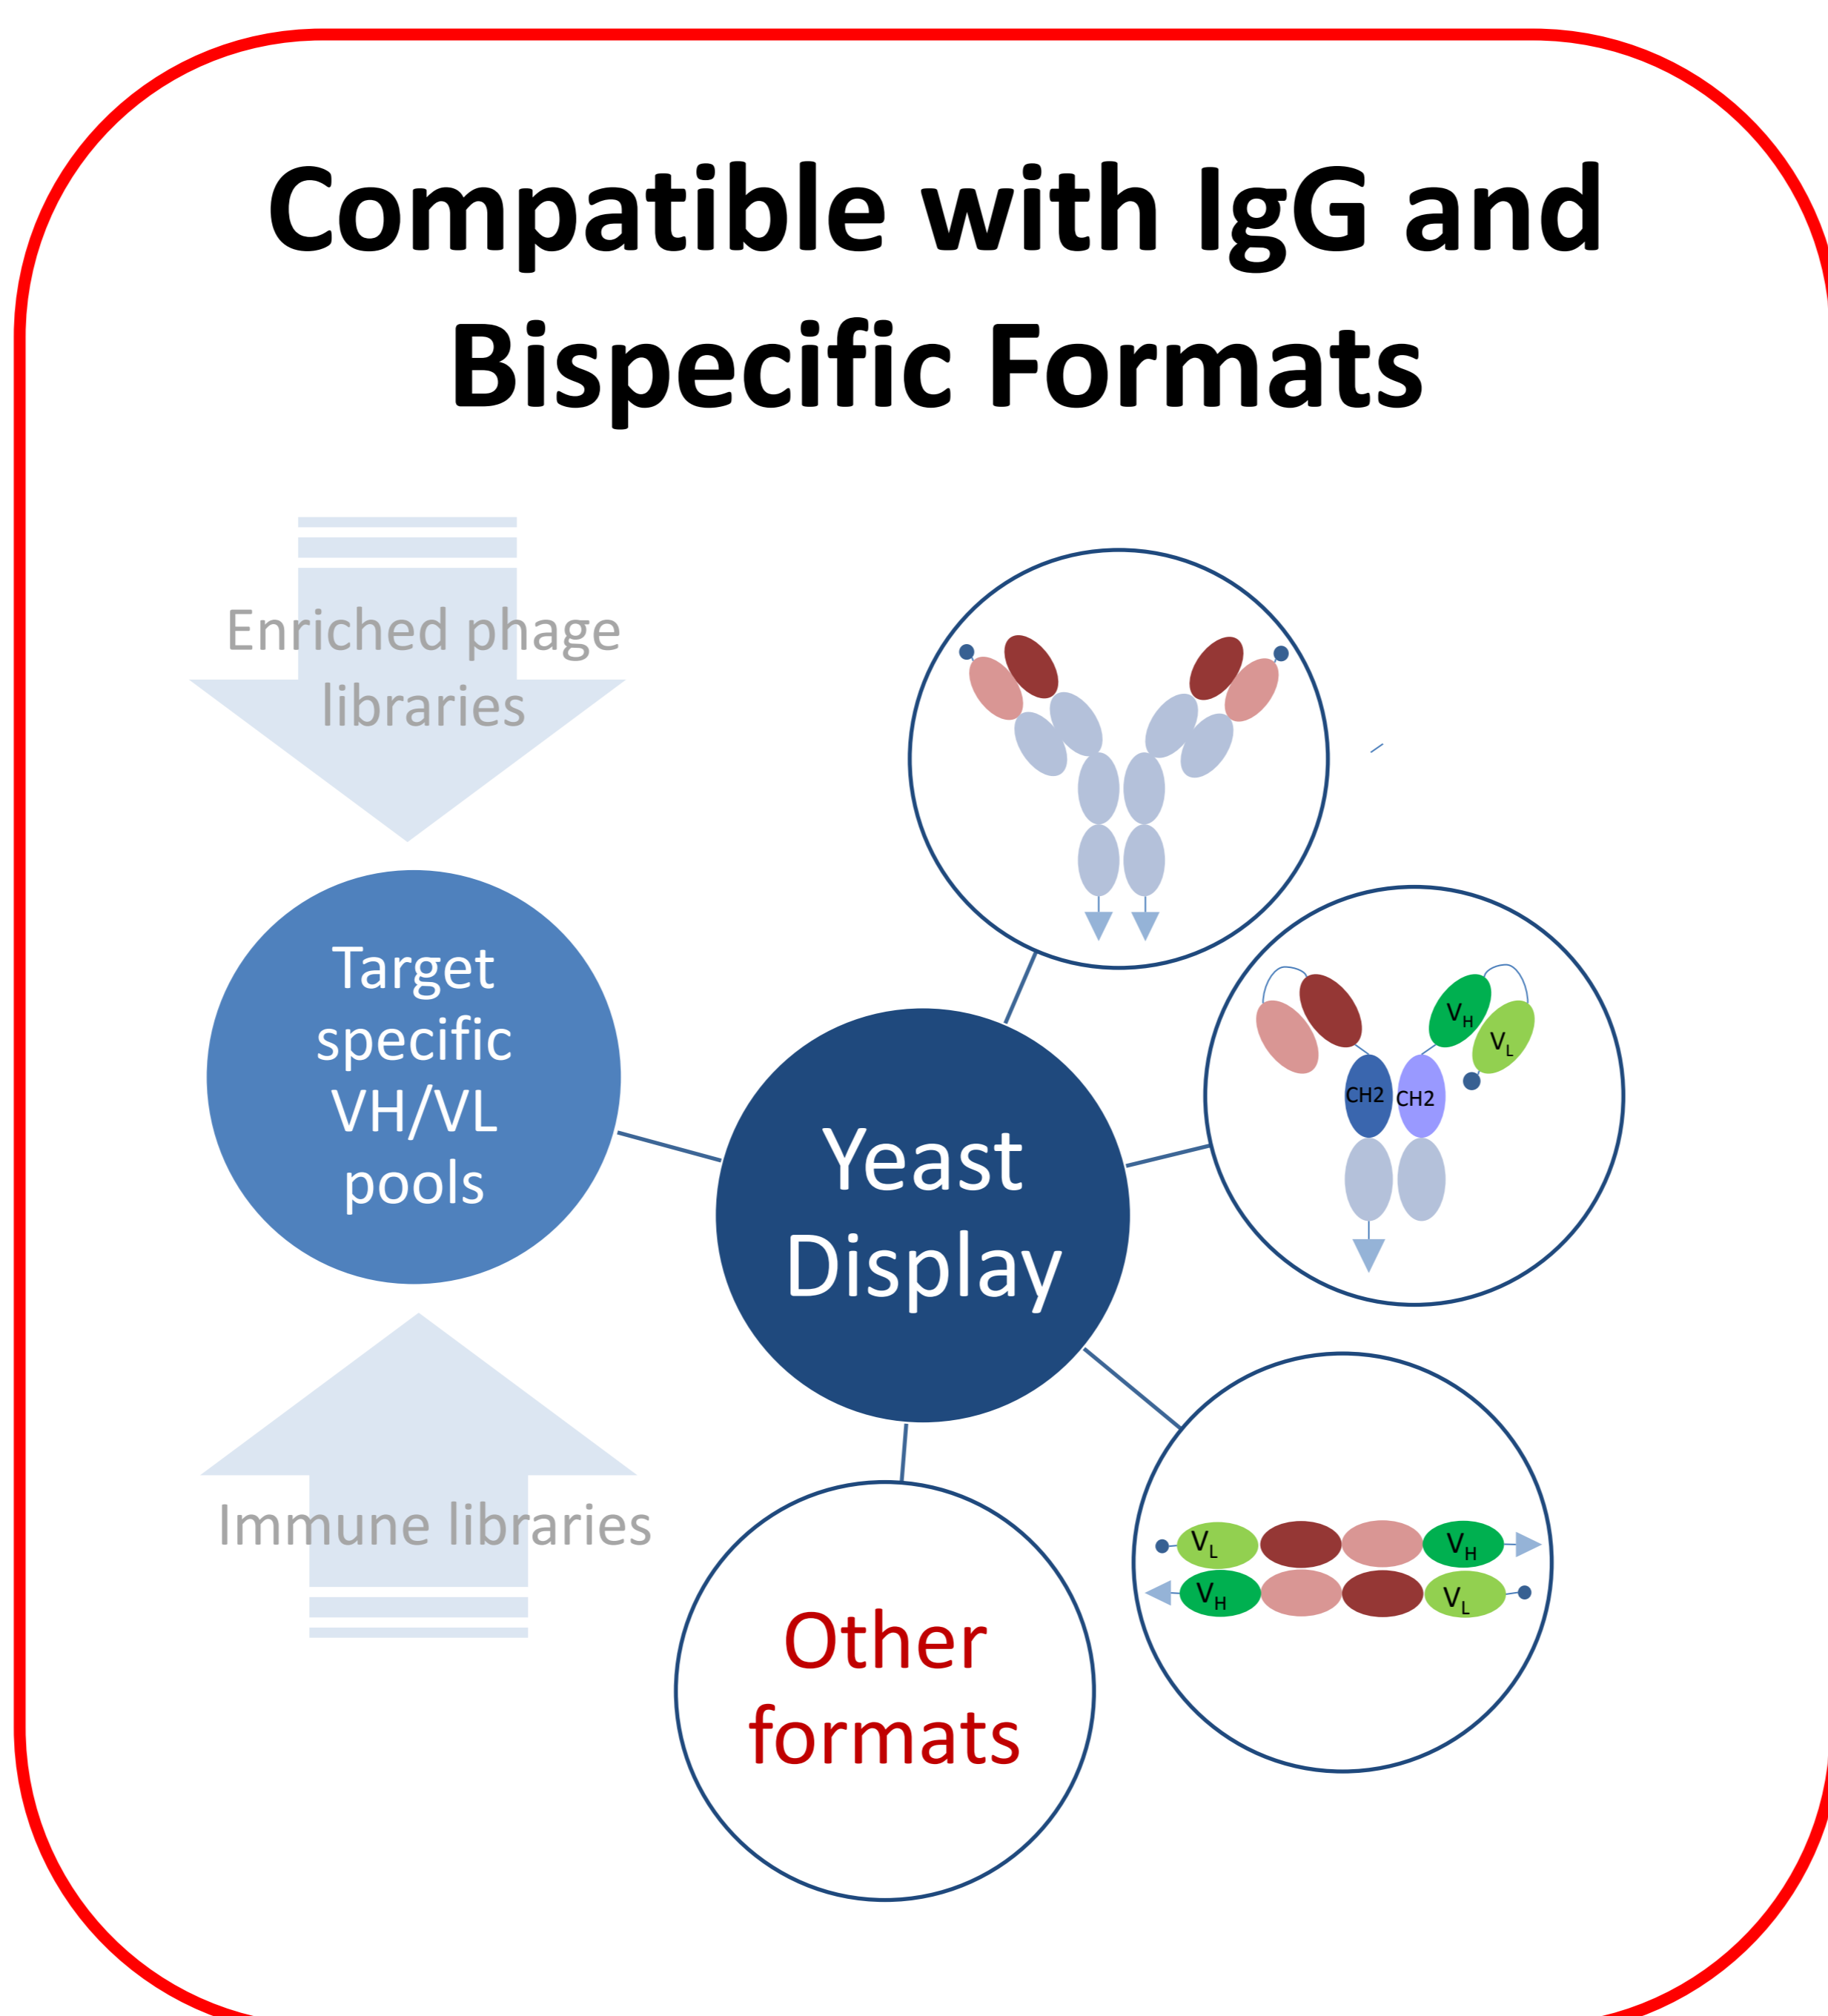 Compatible with IgG and
Bispecific Formats
Enriched phage
libraries
Target
specific
VH/VL
pools
Immune libraries
Yeast
Display
VH
VL
CH2
CH2
VL
VH
VH
VL
Other
formats